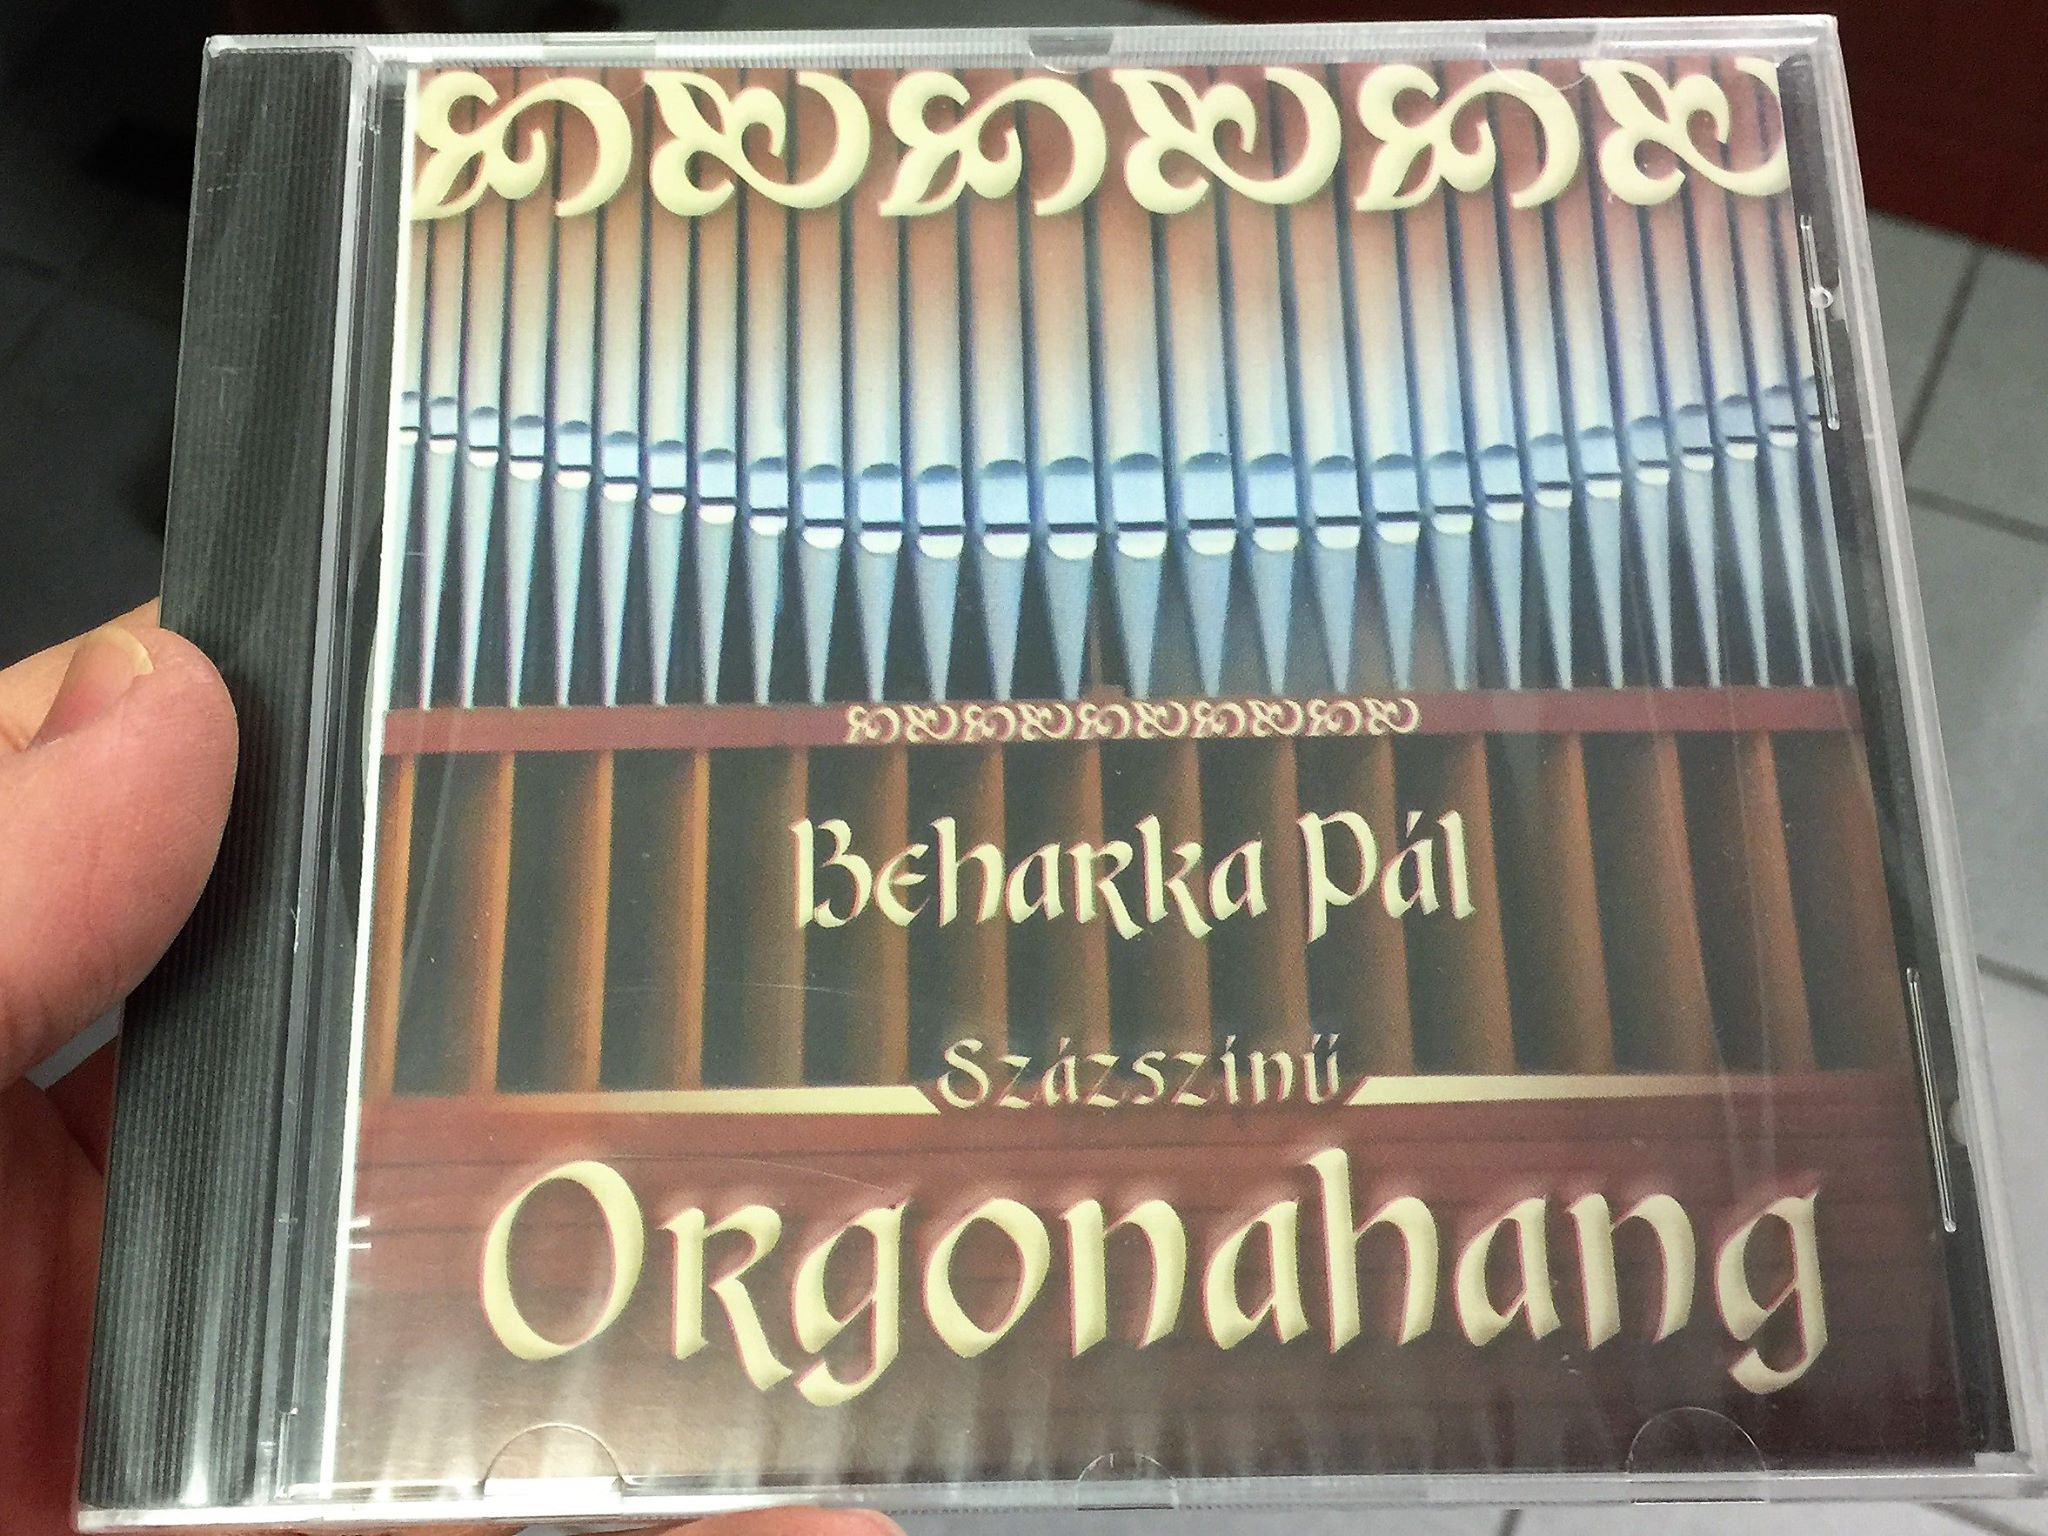 Beharka Pál
Százszínű
Orgonahang